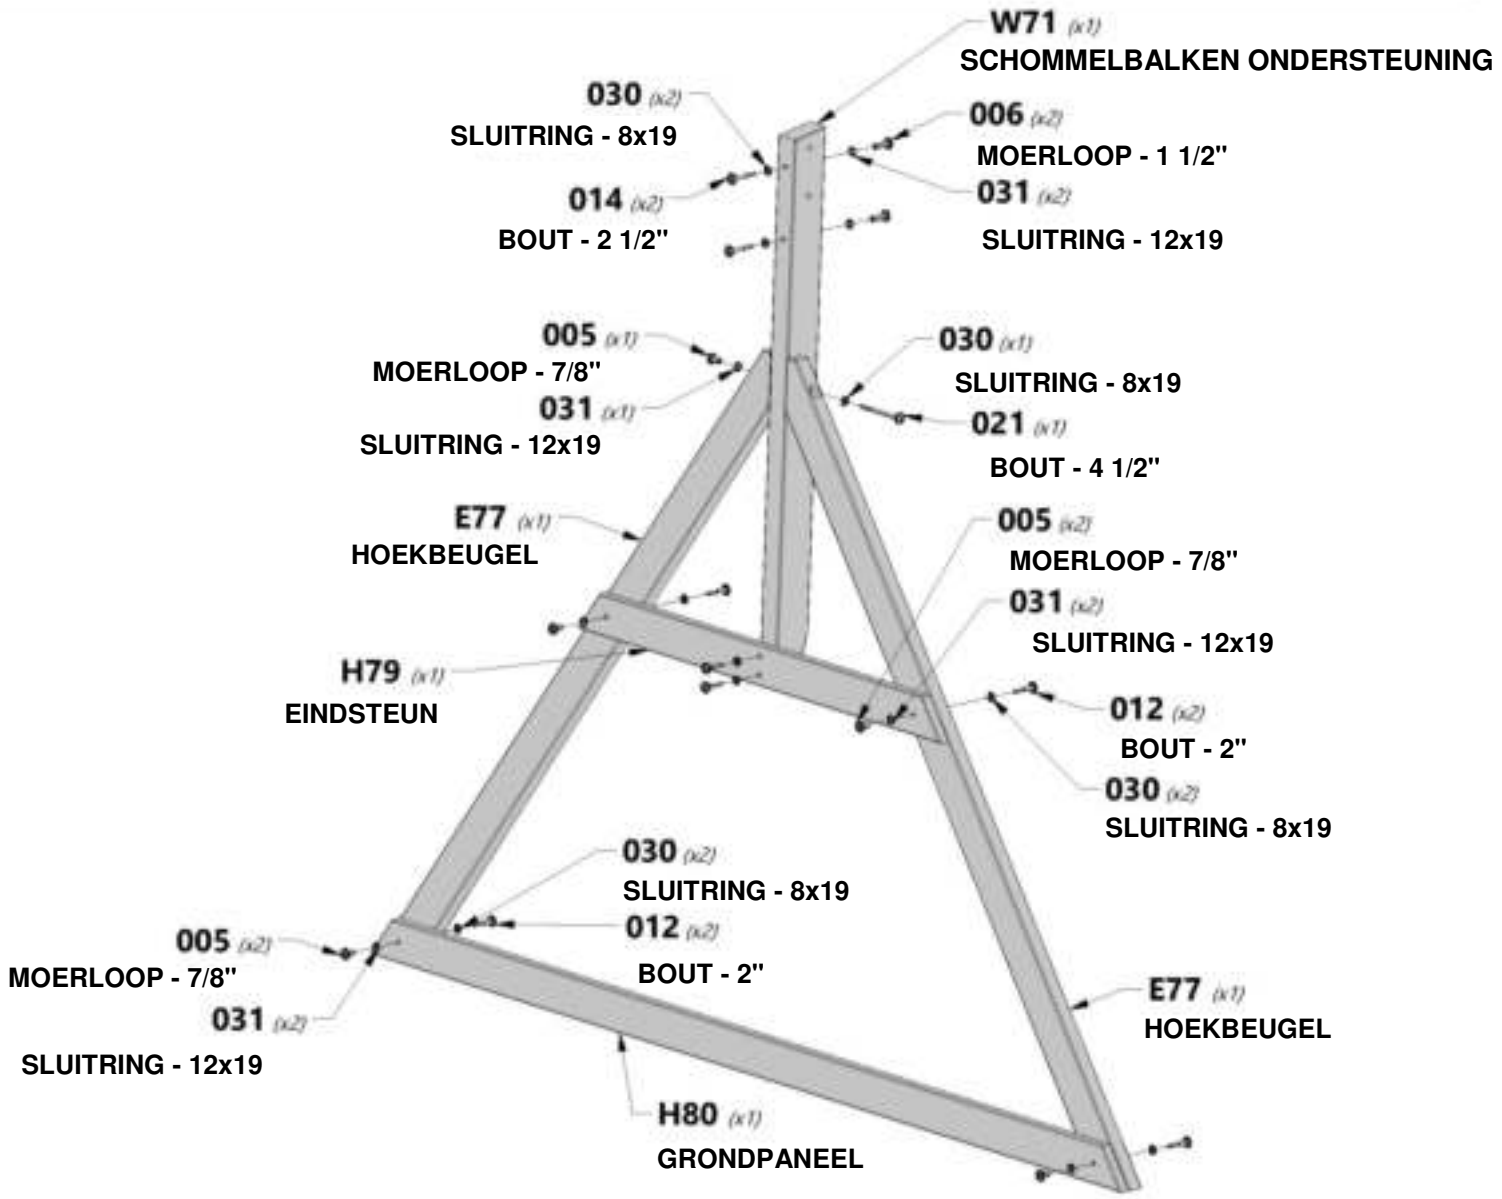 W71 (x1)
SCHOMMELBALKEN ONDERSTEUNING
030 (x2)
SLUITRING - 8x19
006 (x2)
MOERLOOP - 1 1/2"
014 (x2)
BOUT - 2 1/2"
031 (x2)
SLUITRING - 12x19
005 (x1)
MOERLOOP - 7/8"
031 (x1)
SLUITRING - 12x19
030 (x1)
SLUITRING - 8x19
021 (x1)
BOUT - 4 1/2"
E77 (x1)
HOEKBEUGEL
005 (x2)
MOERLOOP - 7/8"
031 (x2)
SLUITRING - 12x19
H79 (x1)
EINDSTEUN
012 (x2)
BOUT - 2"
030 (x2)
SLUITRING - 8x19
030 (x2)
SLUITRING - 8x19
012 (x2)
BOUT - 2"
005 (x2)
MOERLOOP - 7/8"
031 (x2)
SLUITRING - 12x19
E77 (x1)
HOEKBEUGEL
H80 (x1)
GRONDPANEEL